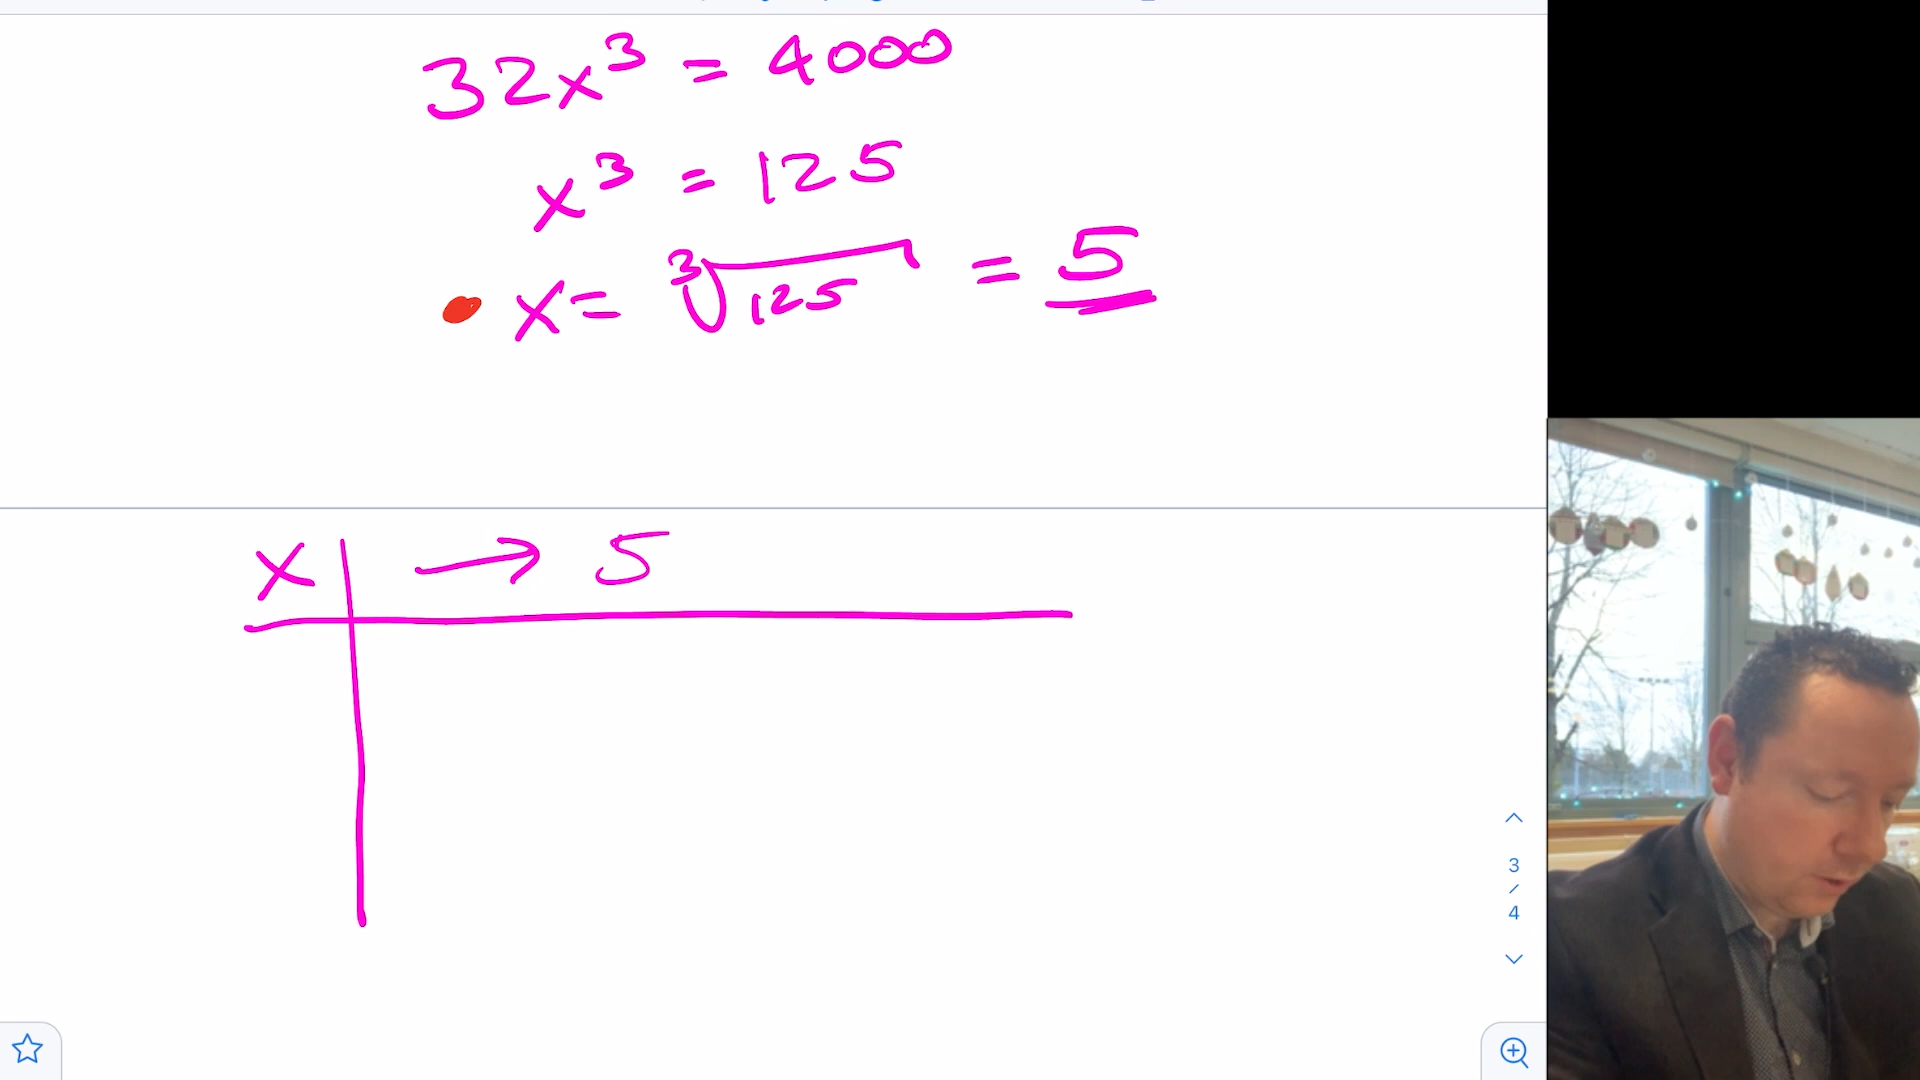 32x³ = 4000
x³ = 125
• x = ∛125 = 5
x | → 5
3
/
4